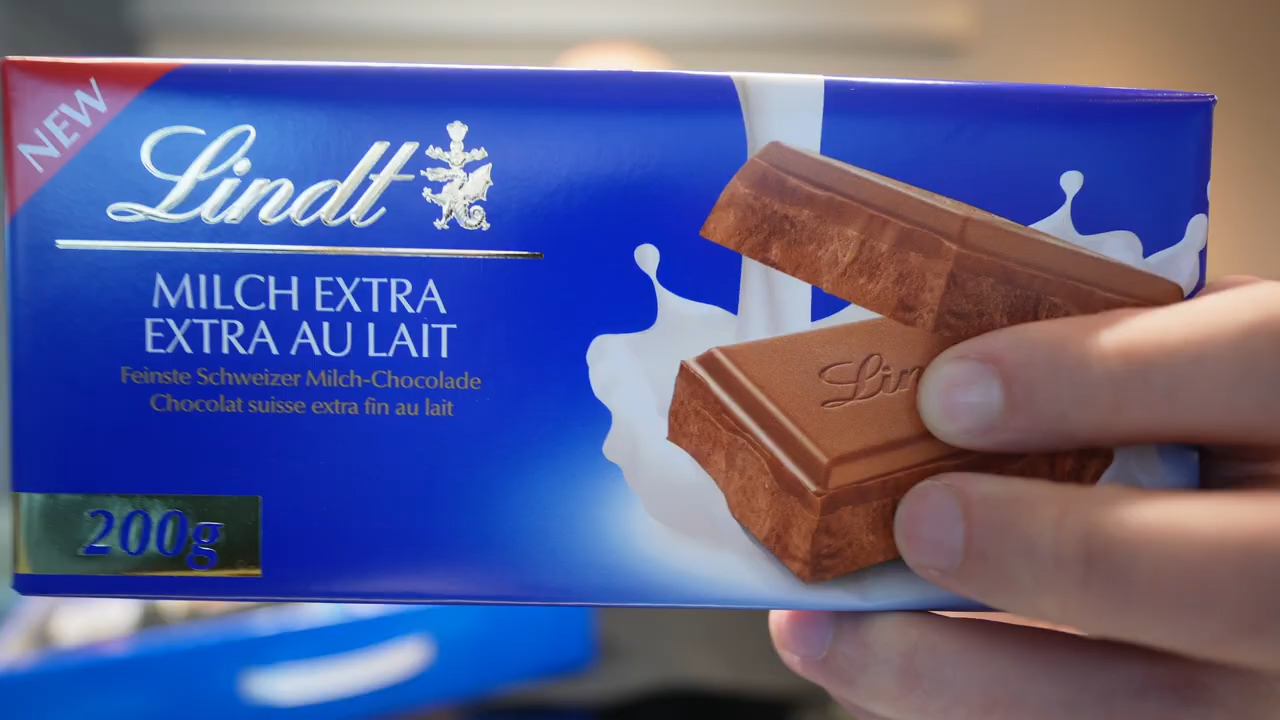 NEW
Lindt
MILCH EXTRA
EXTRA AU LAIT
Feinste Schweizer Milch-Chocolade
Chocolat suisse extra fin au lait
200g